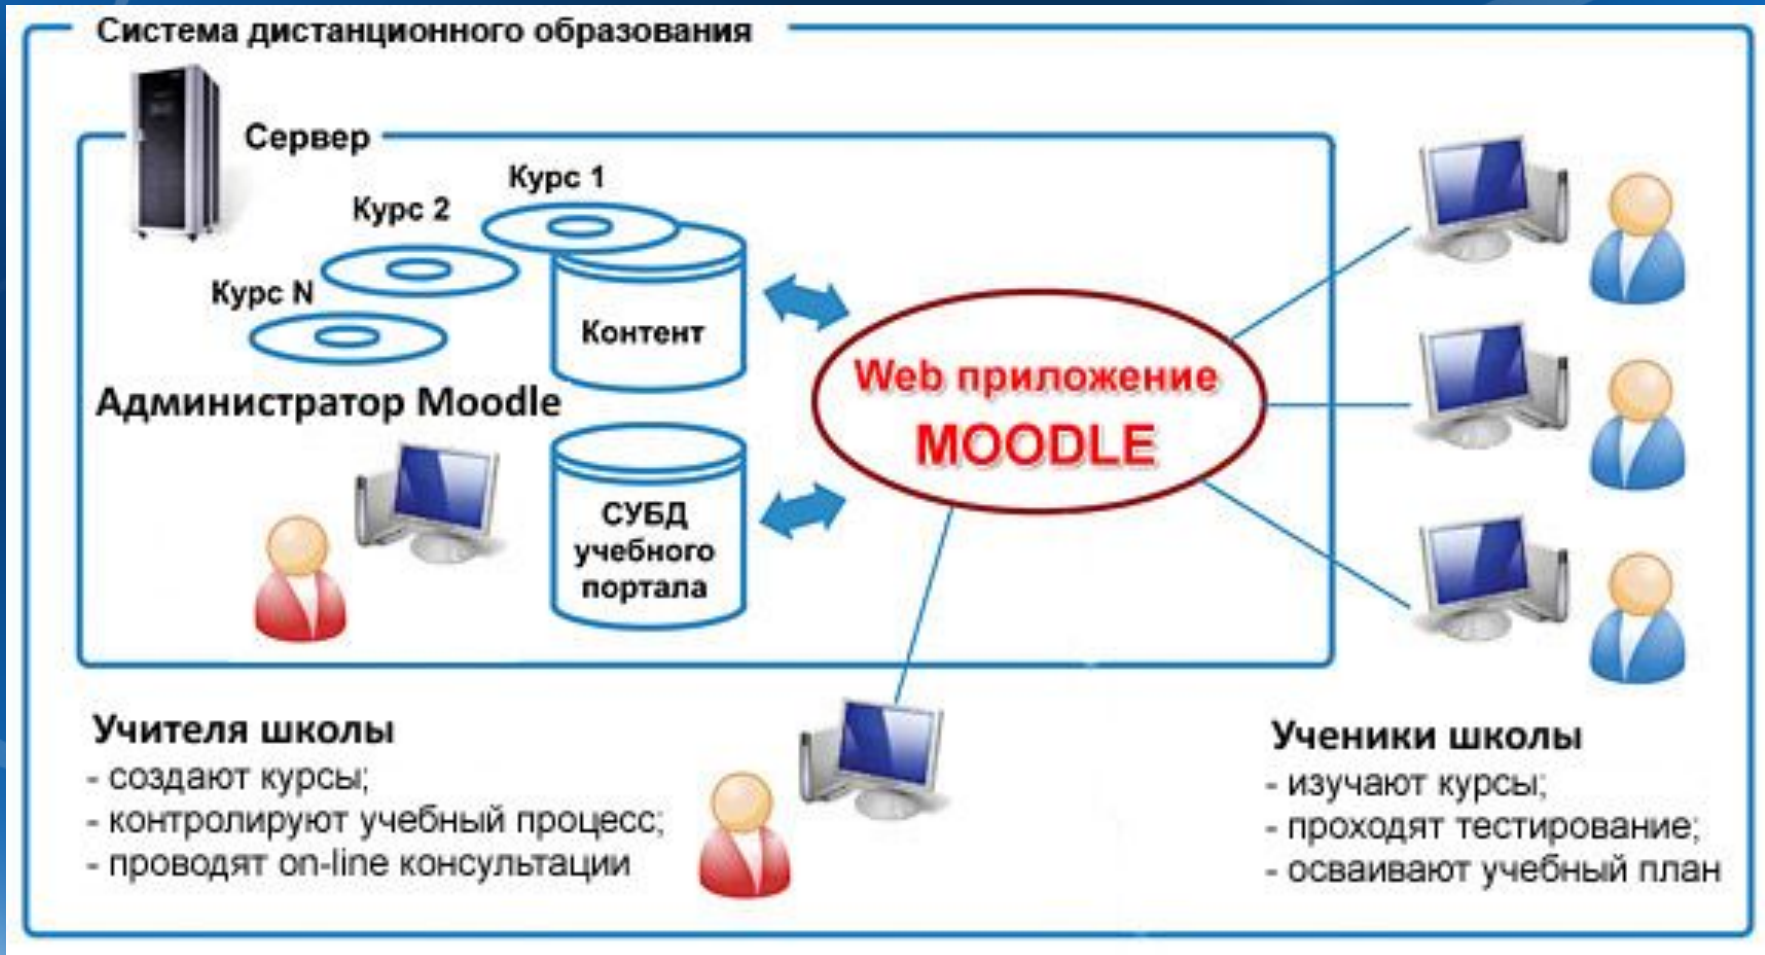 Система дистанционного образования
Сервер
Курс 1
Курс 2
Курс N
Контент
Администратор Moodle
Web приложение
MOODLE
СУБД
учебного
портала
Учителя школы
- создают курсы;
- контролируют учебный процесс;
- проводят on-line консультации
Ученики школы
- изучают курсы;
- проходят тестирование;
- осваивают учебный план